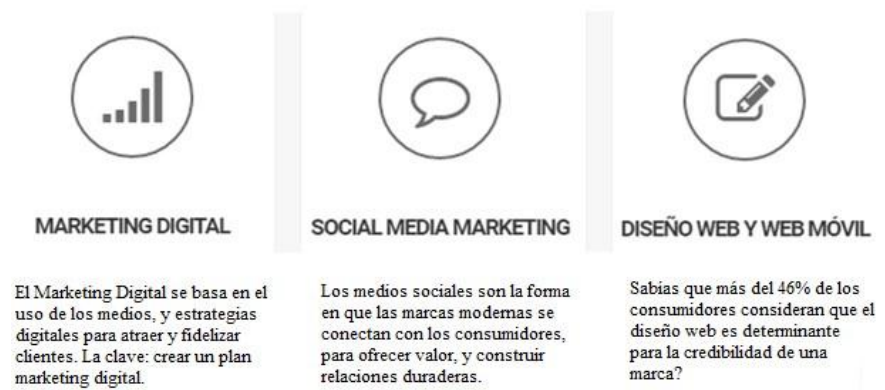 MARKETING DIGITAL
El Marketing Digital se basa en el
uso de los medios, y estrategias
digitales para atraer y fidelizar
clientes. La clave: crear un plan
marketing digital.
SOCIAL MEDIA MARKETING
Los medios sociales son la forma
en que las marcas modernas se
conectan con los consumidores,
para ofrecer valor, y construir
relaciones duraderas.
DISEÑO WEB Y WEB MÓVIL
Sabias que más del 46% de los
consumidores consideran que el
diseño web es determinante
para la credibilidad de una
marca?